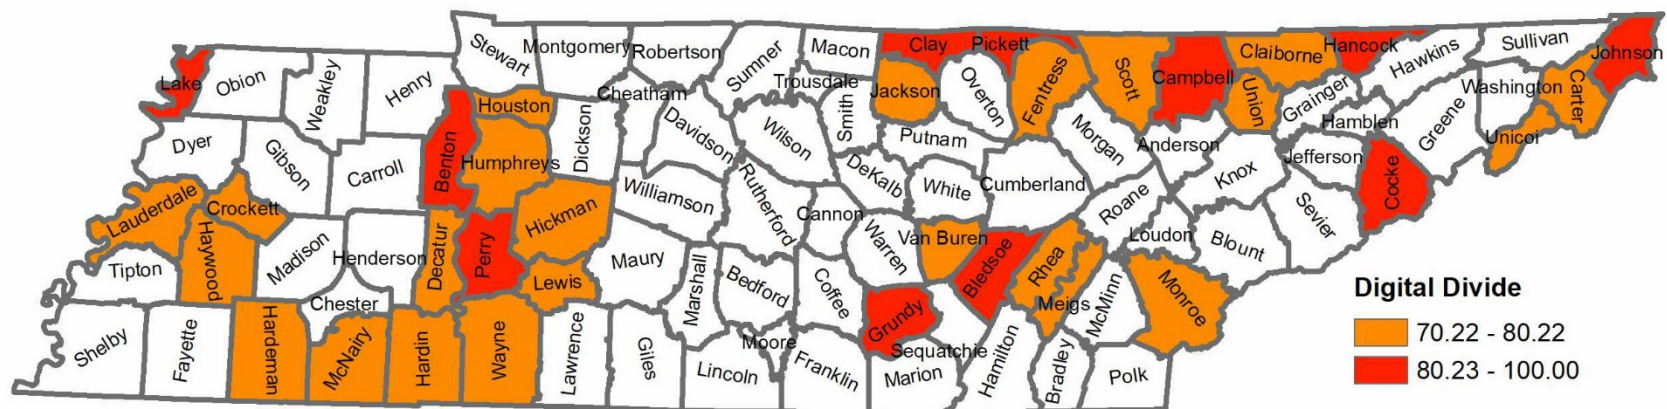 Stewart
Montgomery
Robertson
Sumner
Macon
Clay
Pickett
Claiborne
Hancock
Hawkins
Sullivan
Johnson
Lake
Obion
Weakley
Henry
Houston
Cheatham
Trousdale
Smith
Jackson
Overton
Fentress
Scott
Campbell
Union
Grainger
Hamblen
Greene
Washington
Carter
Unicoi
Dyer
Gibson
Carroll
Benton
Humphreys
Dickson
Davidson
Wilson
Putnam
Morgan
Anderson
Jefferson
Cocke
Lauderdale
Crockett
Haywood
Madison
Henderson
Decatur
Perry
Hickman
Williamson
Rutherford
Cannon
DeKalb
White
Cumberland
Roane
Knox
Sevier
Loudon
Blount
Tipton
Chester
Lewis
Maury
Marshall
Bedford
Coffee
Warren
Van Buren
Bledsoe
Rhea
Meigs
McMinn
Monroe
Shelby
Fayette
Hardeman
McNairy
Hardin
Wayne
Lawrence
Giles
Lincoln
Moore
Franklin
Grundy
Sequatchie
Marion
Hamilton
Bradley
Polk
Digital Divide
70.22 - 80.22
80.23 - 100.00